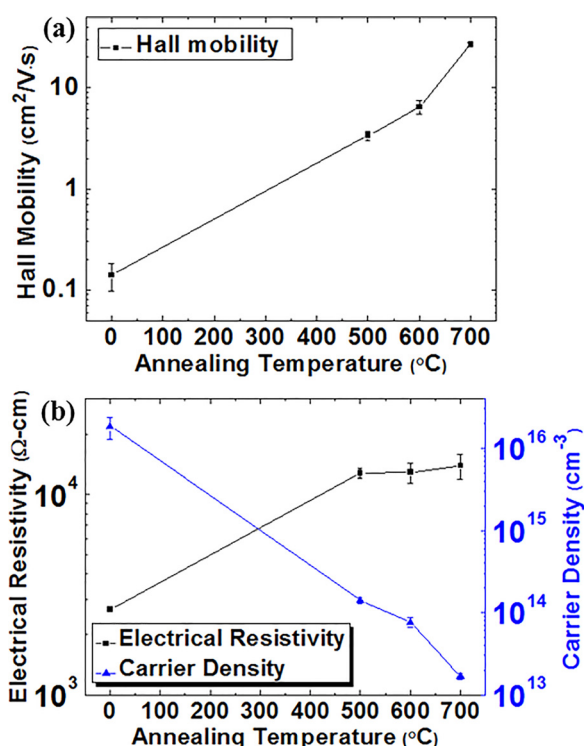 (a)
Hall mobility
Hall Mobility (cm²/V·s)
10
1
0.1
0 100 200 300 400 500 600 700
Annealing Temperature (°C)
(b)
Electrical Resistivity (Ω-cm)
10⁴
10³
Electrical Resistivity
Carrier Density
10¹⁶
10¹⁵
10¹⁴
10¹³
Carrier Density (cm⁻³)
0 100 200 300 400 500 600 700
Annealing Temperature (°C)